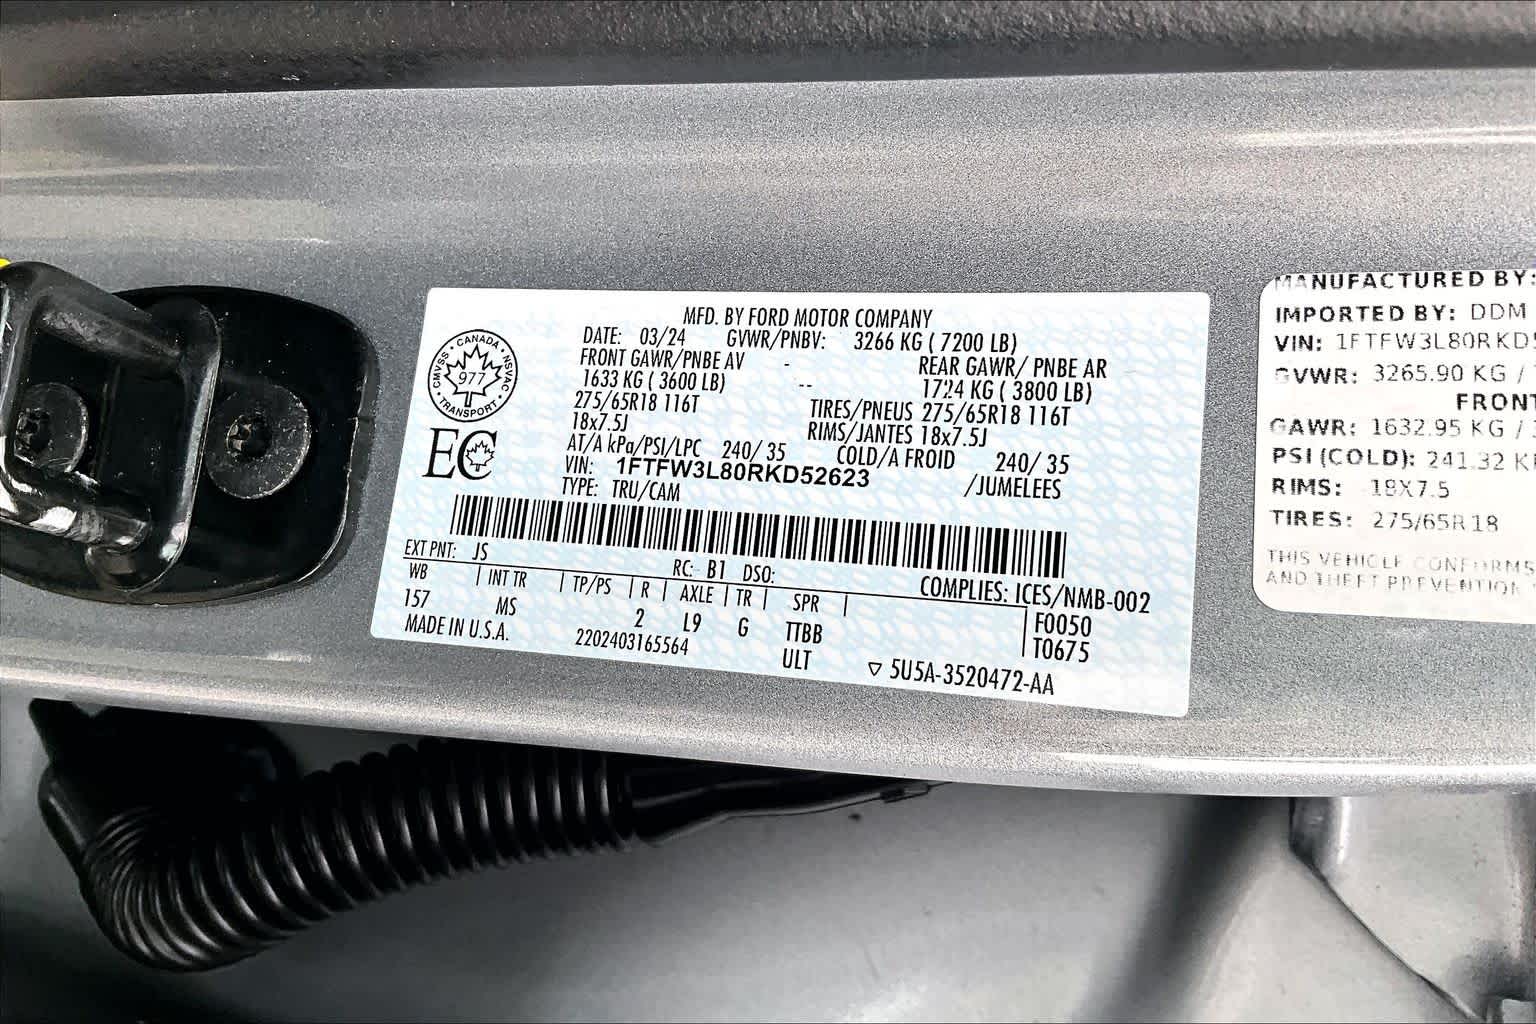 MFD. BY FORD MOTOR COMPANY
DATE: 03/24 GVWR/PNBV: 3266 KG ( 7200 LB)
FRONT GAWR/PNBE AV - REAR GAWR/ PNBE AR
1633 KG ( 3600 LB) -- 1724 KG ( 3800 LB)
275/65R18 116T TIRES/PNEUS 275/65R18 116T
18x7.5J RIMS/JANTES 18x7.5J
AT/A kPa/PSI/LPC 240/ 35 COLD/A FROID 240/ 35
VIN: 1FTFW3L80RKD52623 /JUMELEES
TYPE: TRU/CAM
CANADA · NSVAC · TRANSPORT · CMVSS
977
EC
EXT PNT: JS RC: B1 DSO: COMPLIES: ICES/NMB-002
WB | INT TR | TP/PS | R | AXLE | TR | SPR |
157 MS 2 L9 G TTBB F0050
MADE IN U.S.A. 2202403165564 ULT T0675
▽ 5U5A-3520472-AA
MANUFACTURED BY:
IMPORTED BY: DDM
VIN: 1FTFW3L80RKD5
GVWR: 3265.90 KG /
FRONT
GAWR: 1632.95 KG /
PSI (COLD): 241.32
RIMS: 18X7.5
TIRES: 275/65R18
THIS VEHICLE CONFORMS
AND THEFT PREVENTION